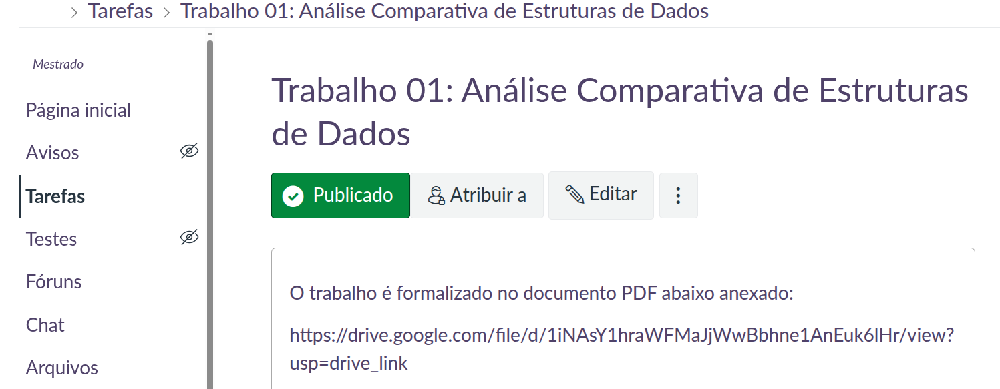 > Tarefas > Trabalho 01: Análise Comparativa de Estruturas de Dados
Mestrado
Página inicial
Avisos
Tarefas
Testes
Fóruns
Chat
Arquivos
Trabalho 01: Análise Comparativa de Estruturas
de Dados
Publicado
Atribuir a
Editar
O trabalho é formalizado no documento PDF abaixo anexado:
https://drive.google.com/file/d/1iNAsY1hraWFMaJjWwBbhne1AnEuk6lHr/view?
usp=drive_link